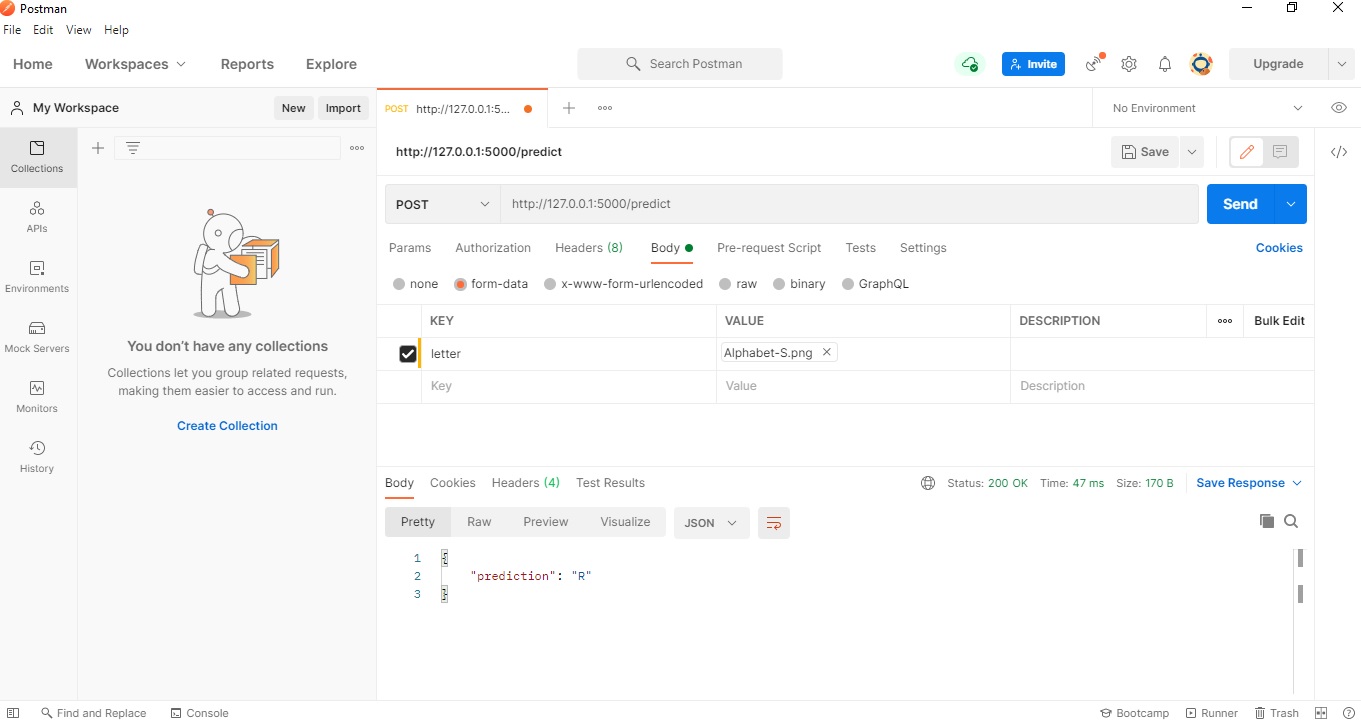 Postman
File Edit View Help
Home Workspaces Reports Explore Search Postman Invite Upgrade
My Workspace New Import POST http://127.0.0.1:5... No Environment
Collections
APIs
Environments
Mock Servers
Monitors
History
You don't have any collections
Collections let you group related requests,
making them easier to access and run.
Create Collection
http://127.0.0.1:5000/predict Save
POST http://127.0.0.1:5000/predict Send
Params Authorization Headers (8) Body Pre-request Script Tests Settings Cookies
none form-data x-www-form-urlencoded raw binary GraphQL
KEY VALUE DESCRIPTION Bulk Edit
letter Alphabet-S.png
Key Value Description
Body Cookies Headers (4) Test Results Status: 200 OK Time: 47 ms Size: 170 B Save Response
Pretty Raw Preview Visualize JSON
1 {
2 "prediction": "R"
3 }
Find and Replace Console Bootcamp Runner Trash